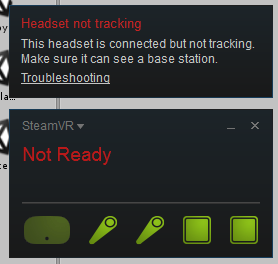 Headset not tracking
This headset is connected but not tracking.
Make sure it can see a base station.
Troubleshooting
SteamVR
Not Ready